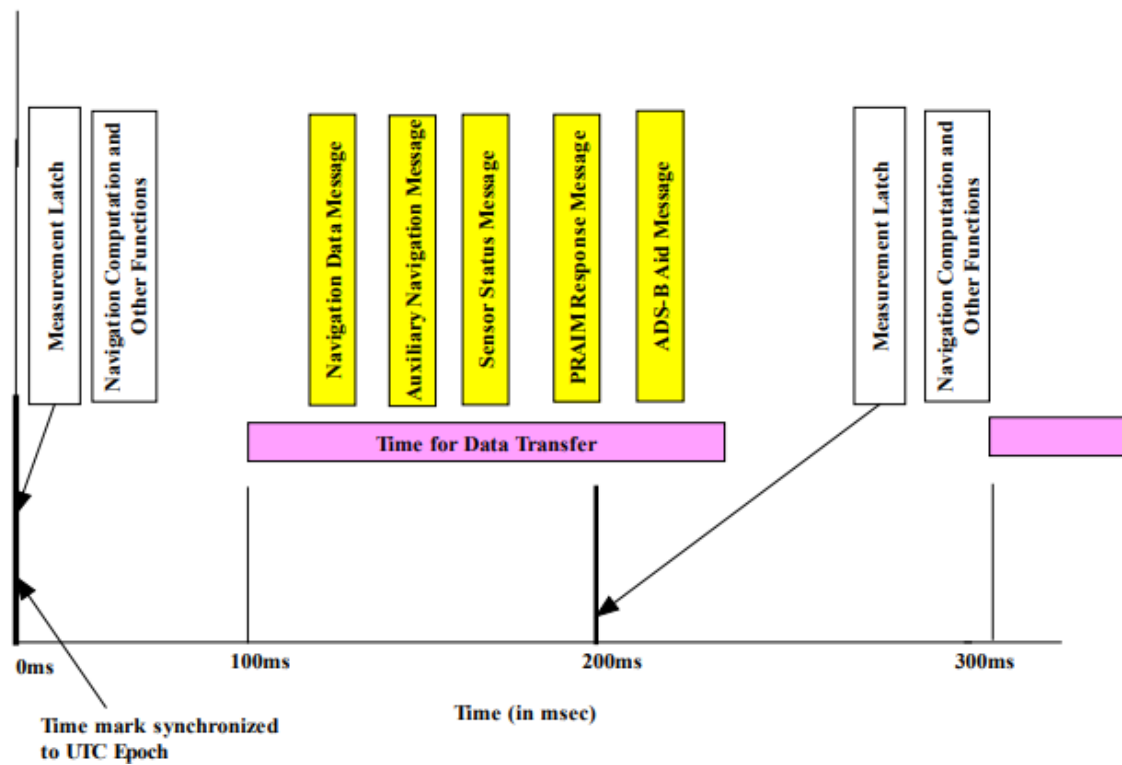 Measurement Latch
Navigation Computation and
Other Functions
Navigation Data Message
Auxiliary Navigation Message
Sensor Status Message
PRAIM Response Message
ADS-B Aid Message
Measurement Latch
Navigation Computation and
Other Functions
Time for Data Transfer
0ms
100ms
200ms
300ms
Time (in msec)
Time mark synchronized
to UTC Epoch